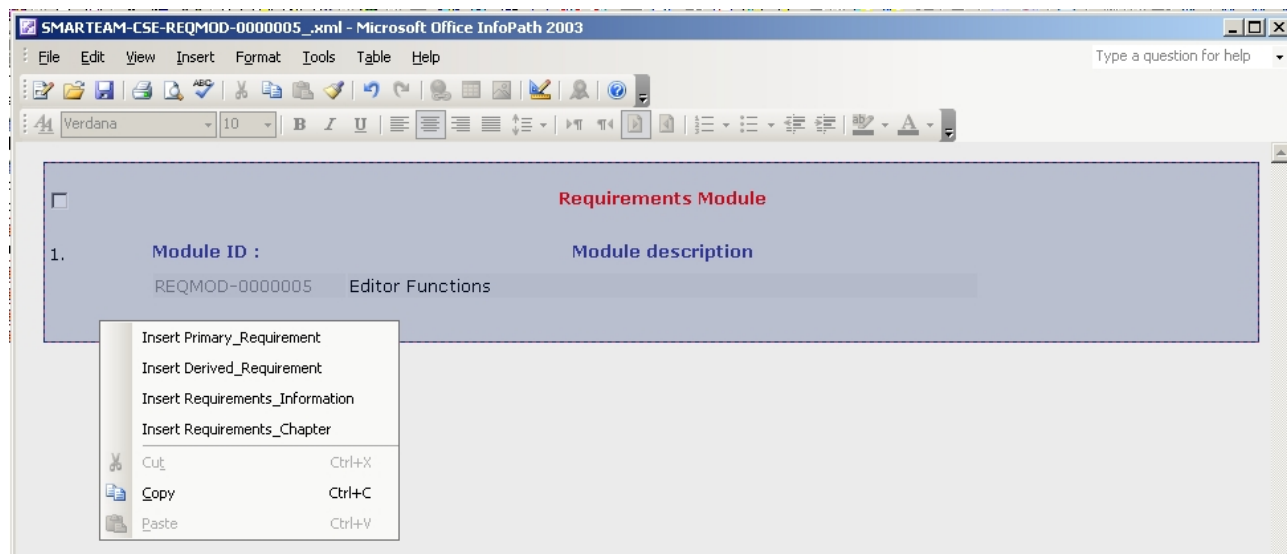 SMARTEAM-CSE-REQMOD-0000005_.xml - Microsoft Office InfoPath 2003
File Edit View Insert Format Tools Table Help Type a question for help
Verdana 10 B I U A
Requirements Module
1. Module ID : Module description
REQMOD-0000005 Editor Functions
Insert Primary_Requirement
Insert Derived_Requirement
Insert Requirements_Information
Insert Requirements_Chapter
Cut Ctrl+X
Copy Ctrl+C
Paste Ctrl+V